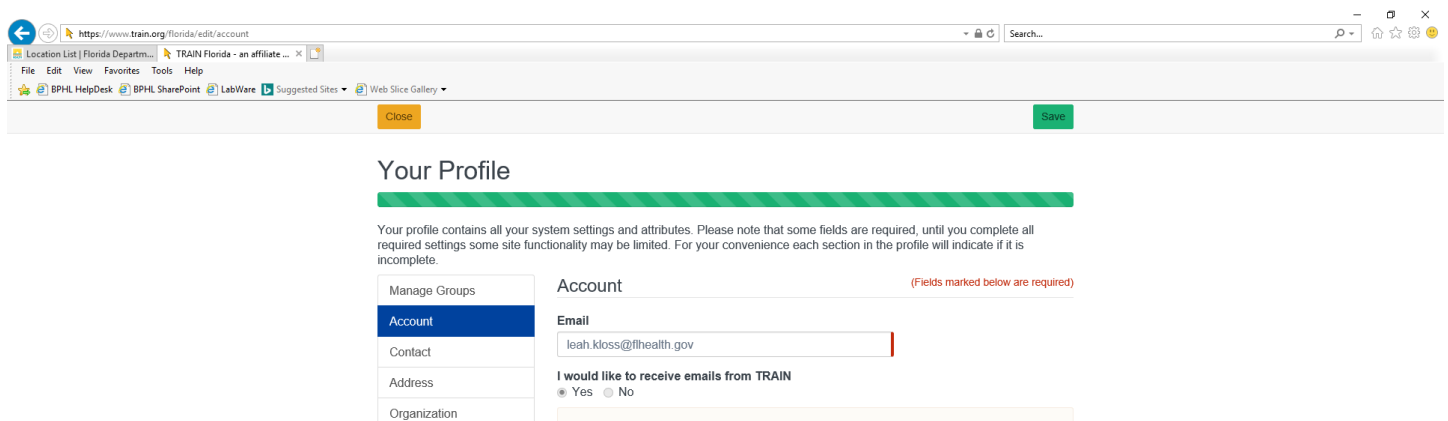 https://www.train.org/florida/edit/account
Search...
Location List | Florida Departm...
TRAIN Florida - an affiliate ...
File Edit View Favorites Tools Help
BPHL HelpDesk BPHL SharePoint LabWare Suggested Sites Web Slice Gallery
Close
Save
Your Profile
Your profile contains all your system settings and attributes. Please note that some fields are required, until you complete all
required settings some site functionality may be limited. For your convenience each section in the profile will indicate if it is
incomplete.
Manage Groups
Account
Contact
Address
Organization
Account
(Fields marked below are required)
Email
leah.kloss@flhealth.gov
I would like to receive emails from TRAIN
Yes No